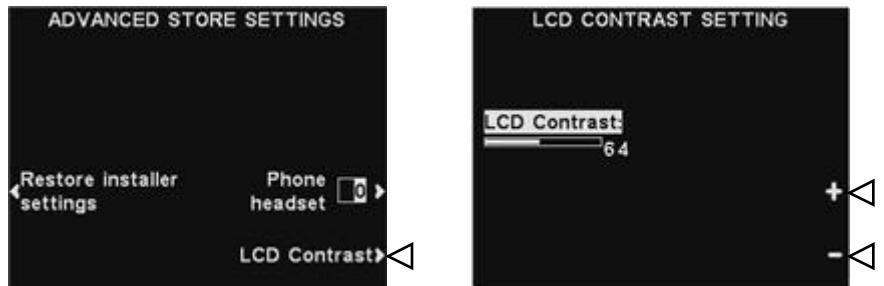 ADVANCED STORE SETTINGS
Restore installer
settings
Phone
headset
0
LCD Contrast
LCD CONTRAST SETTING
LCD Contrast:
64
+
-